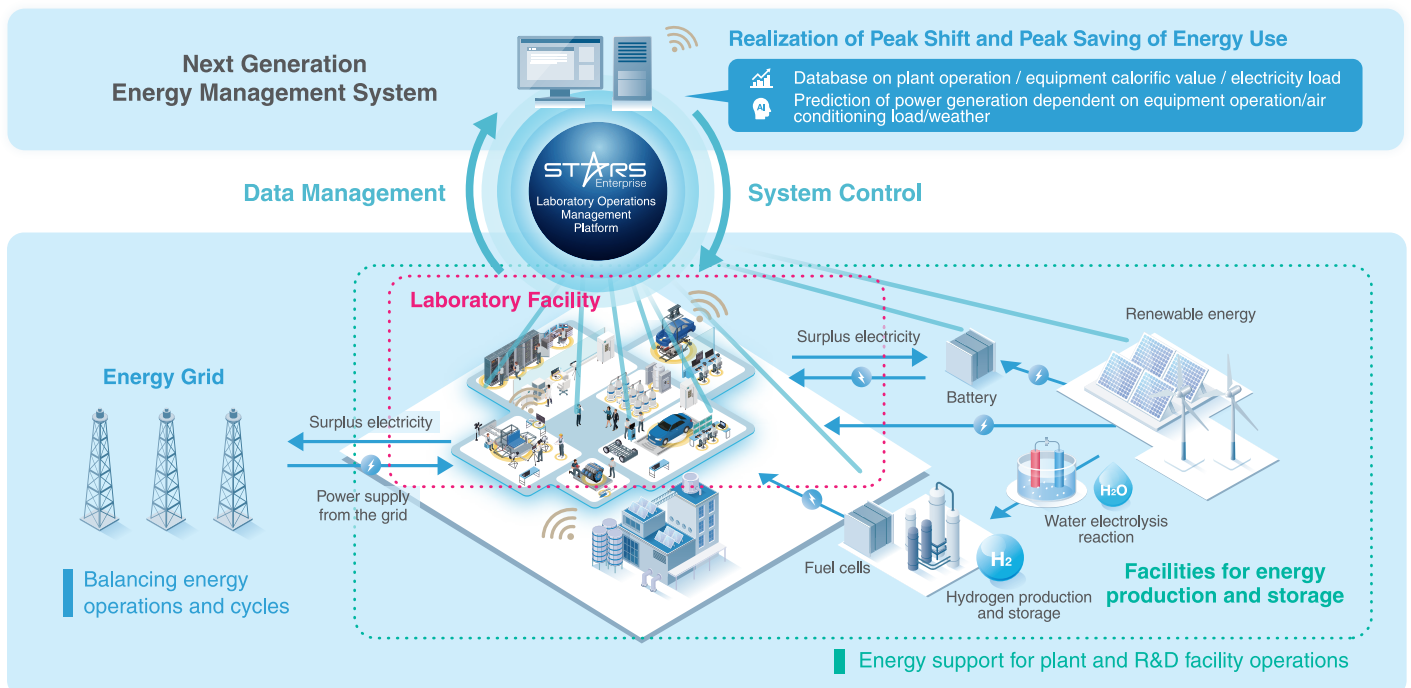 Next Generation
Energy Management System
Realization of Peak Shift and Peak Saving of Energy Use
Database on plant operation / equipment calorific value / electricity load
AI
Prediction of power generation dependent on equipment operation/air
conditioning load/weather
Data Management
STARS
Enterprise
Laboratory Operations
Management
Platform
System Control
Laboratory Facility
Energy Grid
Surplus electricity
Power supply
from the grid
Surplus electricity
Battery
Renewable energy
H2O
Water electrolysis
reaction
Fuel cells
H2
Hydrogen production
and storage
Facilities for energy
production and storage
Balancing energy
operations and cycles
Energy support for plant and R&D facility operations